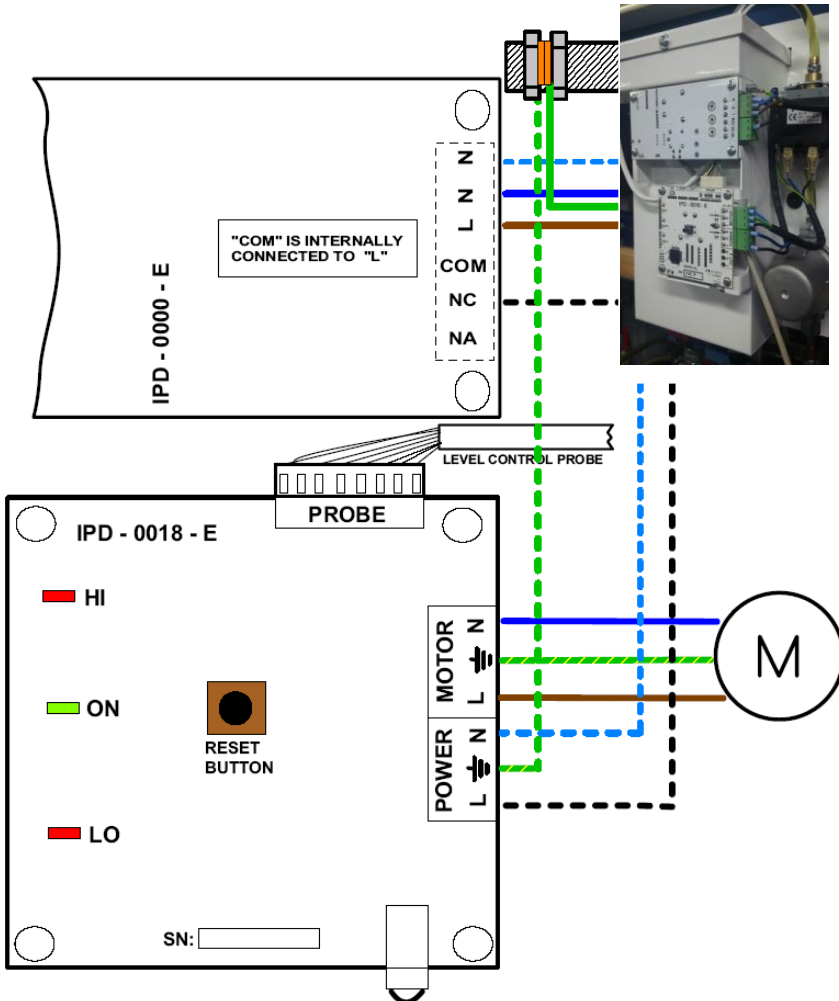 N
N
L
"COM" IS INTERNALLY
CONNECTED TO "L"
COM
NC
NA
IPD - 0000 - E
LEVEL CONTROL PROBE
PROBE
IPD - 0018 - E
HI
ON
LO
RESET
BUTTON
MOTOR
N
L
POWER
N
L
M
SN:
IPD - 0018 - E